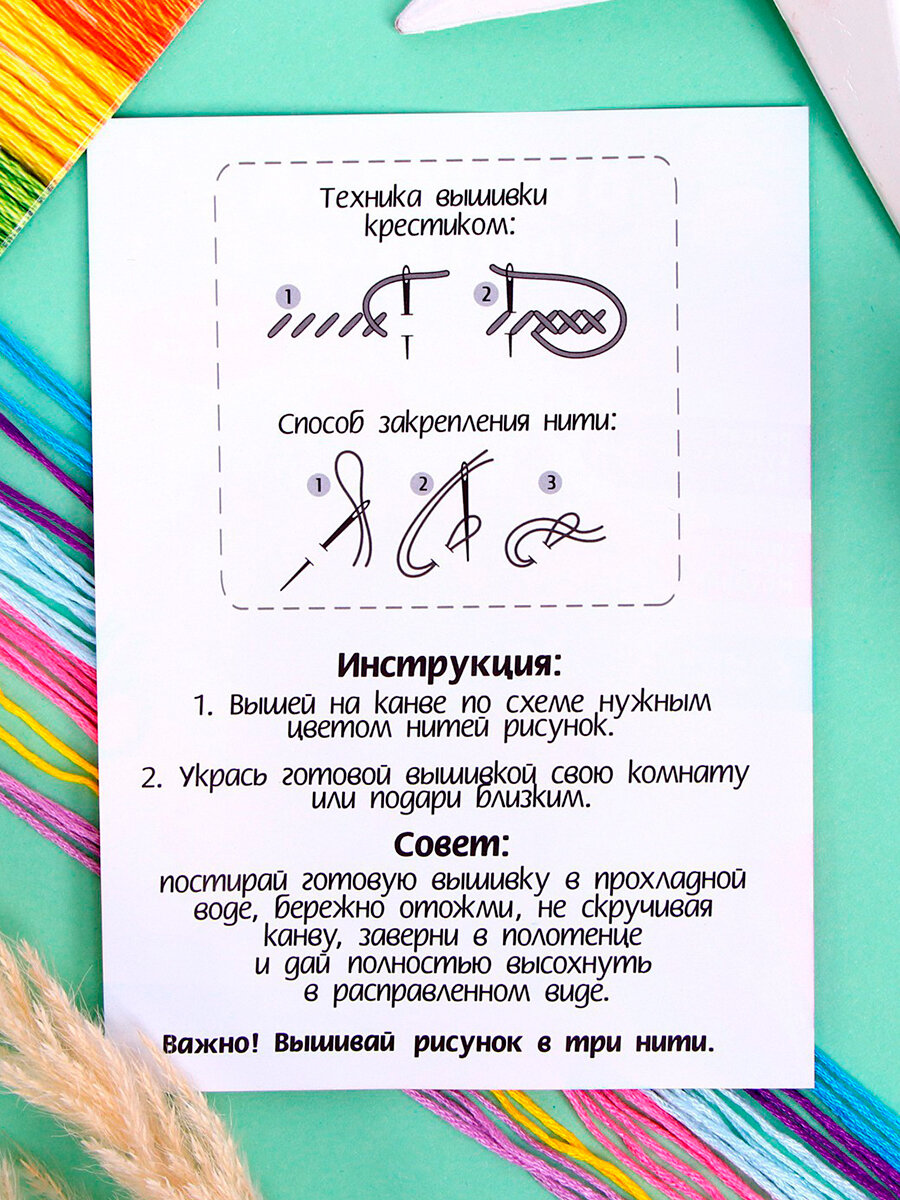 Техника вышивки
крестиком:
1
2
Способ закрепления нити:
1
2
3
Инструкция:
1. Вышей на канве по схеме нужным
цветом нитей рисунок.
2. Укрась готовой вышивкой свою комнату
или подари близким.
Совет:
постирай готовую вышивку в прохладной
воде, бережно отожми, не скручивая
канву, заверни в полотенце
и дай полностью высохнуть
в расправленном виде.
Важно! Вышивай рисунок в три нити.